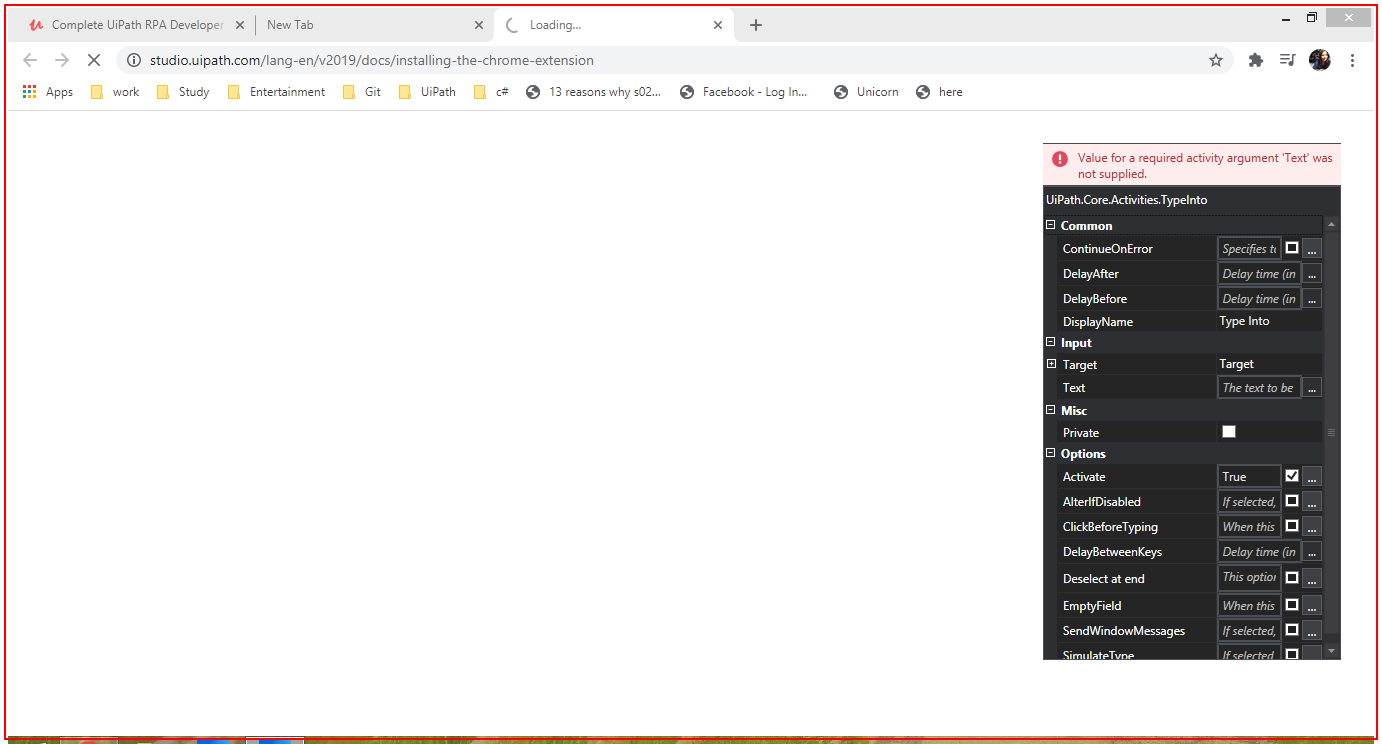 Complete UiPath RPA Developer
New Tab
Loading...
studio.uipath.com/lang-en/v2019/docs/installing-the-chrome-extension
Apps work Study Entertainment Git UiPath c# 13 reasons why s02... Facebook - Log In... Unicorn here
Value for a required activity argument 'Text' was
not supplied.
UiPath.Core.Activities.TypeInto
Common
ContinueOnError Specifies to ...
DelayAfter Delay time (in ...
DelayBefore Delay time (in ...
DisplayName Type Into
Input
Target Target
Text The text to be ...
Misc
Private
Options
Activate True ...
AlterIfDisabled If selected, ...
ClickBeforeTyping When this ...
DelayBetweenKeys Delay time (in ...
Deselect at end This option ...
EmptyField When this ...
SendWindowMessages If selected, ...
SimulateType If selected